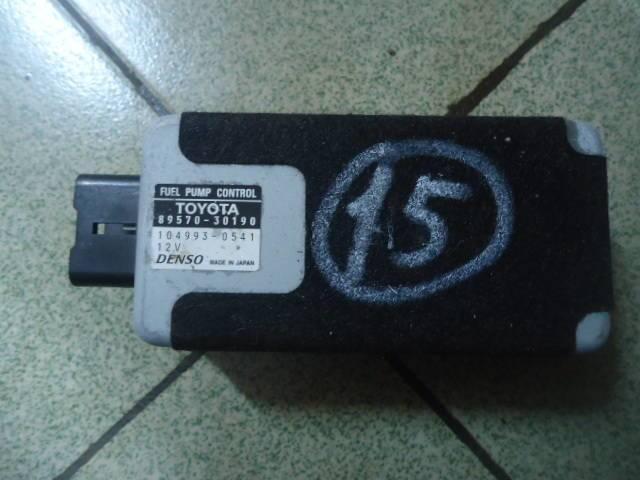 FUEL PUMP CONTROL
TOYOTA
89570-30190
104993-0541
12V
DENSO MADE IN JAPAN
15